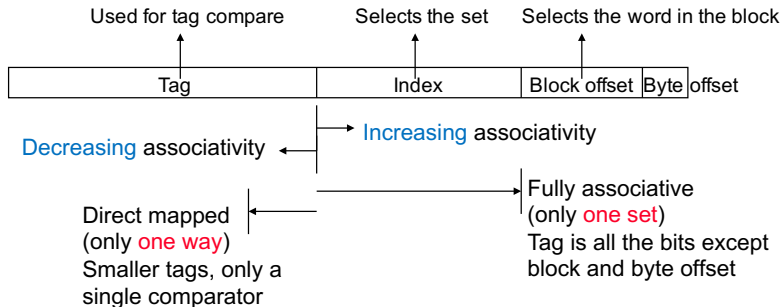 Used for tag compare
Selects the set
Selects the word in the block
Tag
Index
Block offset
Byte offset
Decreasing associativity
Increasing associativity
Direct mapped
(only one way)
Smaller tags, only a
single comparator
Fully associative
(only one set)
Tag is all the bits except
block and byte offset